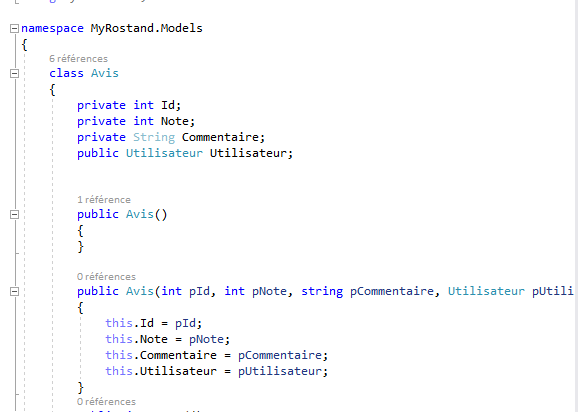 namespace MyRostand.Models
{
6 références
class Avis
{
private int Id;
private int Note;
private String Commentaire;
public Utilisateur Utilisateur;
1 référence
public Avis()
{
}
0 références
public Avis(int pId, int pNote, string pCommentaire, Utilisateur pUtili
{
this.Id = pId;
this.Note = pNote;
this.Commentaire = pCommentaire;
this.Utilisateur = pUtilisateur;
}
0 références